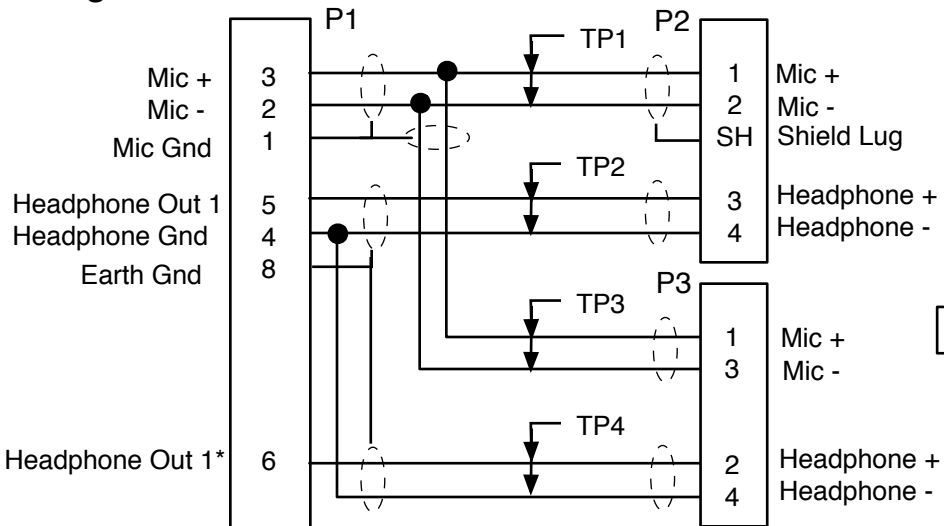 P1
P2
TP1
Mic +
3
1
Mic +
Mic -
2
2
Mic -
Mic Gnd
1
SH
Shield Lug
TP2
Headphone Out 1
5
3
Headphone +
Headphone Gnd
4
4
Headphone -
Earth Gnd
8
P3
TP3
1
Mic +
3
Mic -
TP4
Headphone Out 1*
6
2
Headphone +
4
Headphone -